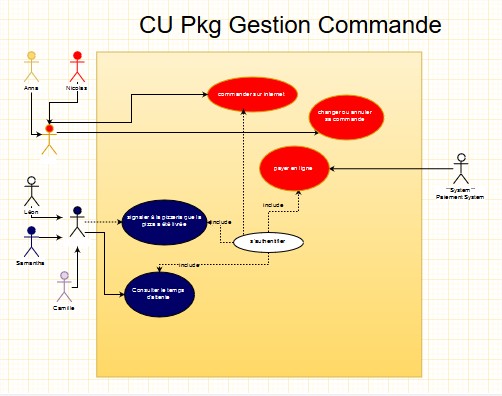 CU Pkg Gestion Commande
Anna
Nicolas
commander sur internet
changer ou annuler
sa commande
payer en ligne
"System"
Paiement System
Léon
Samantha
Camille
signaler à la pizzeria que la
pizza a été livrée
include
include
s'authentifier
include
Consulter le temps
d'attente